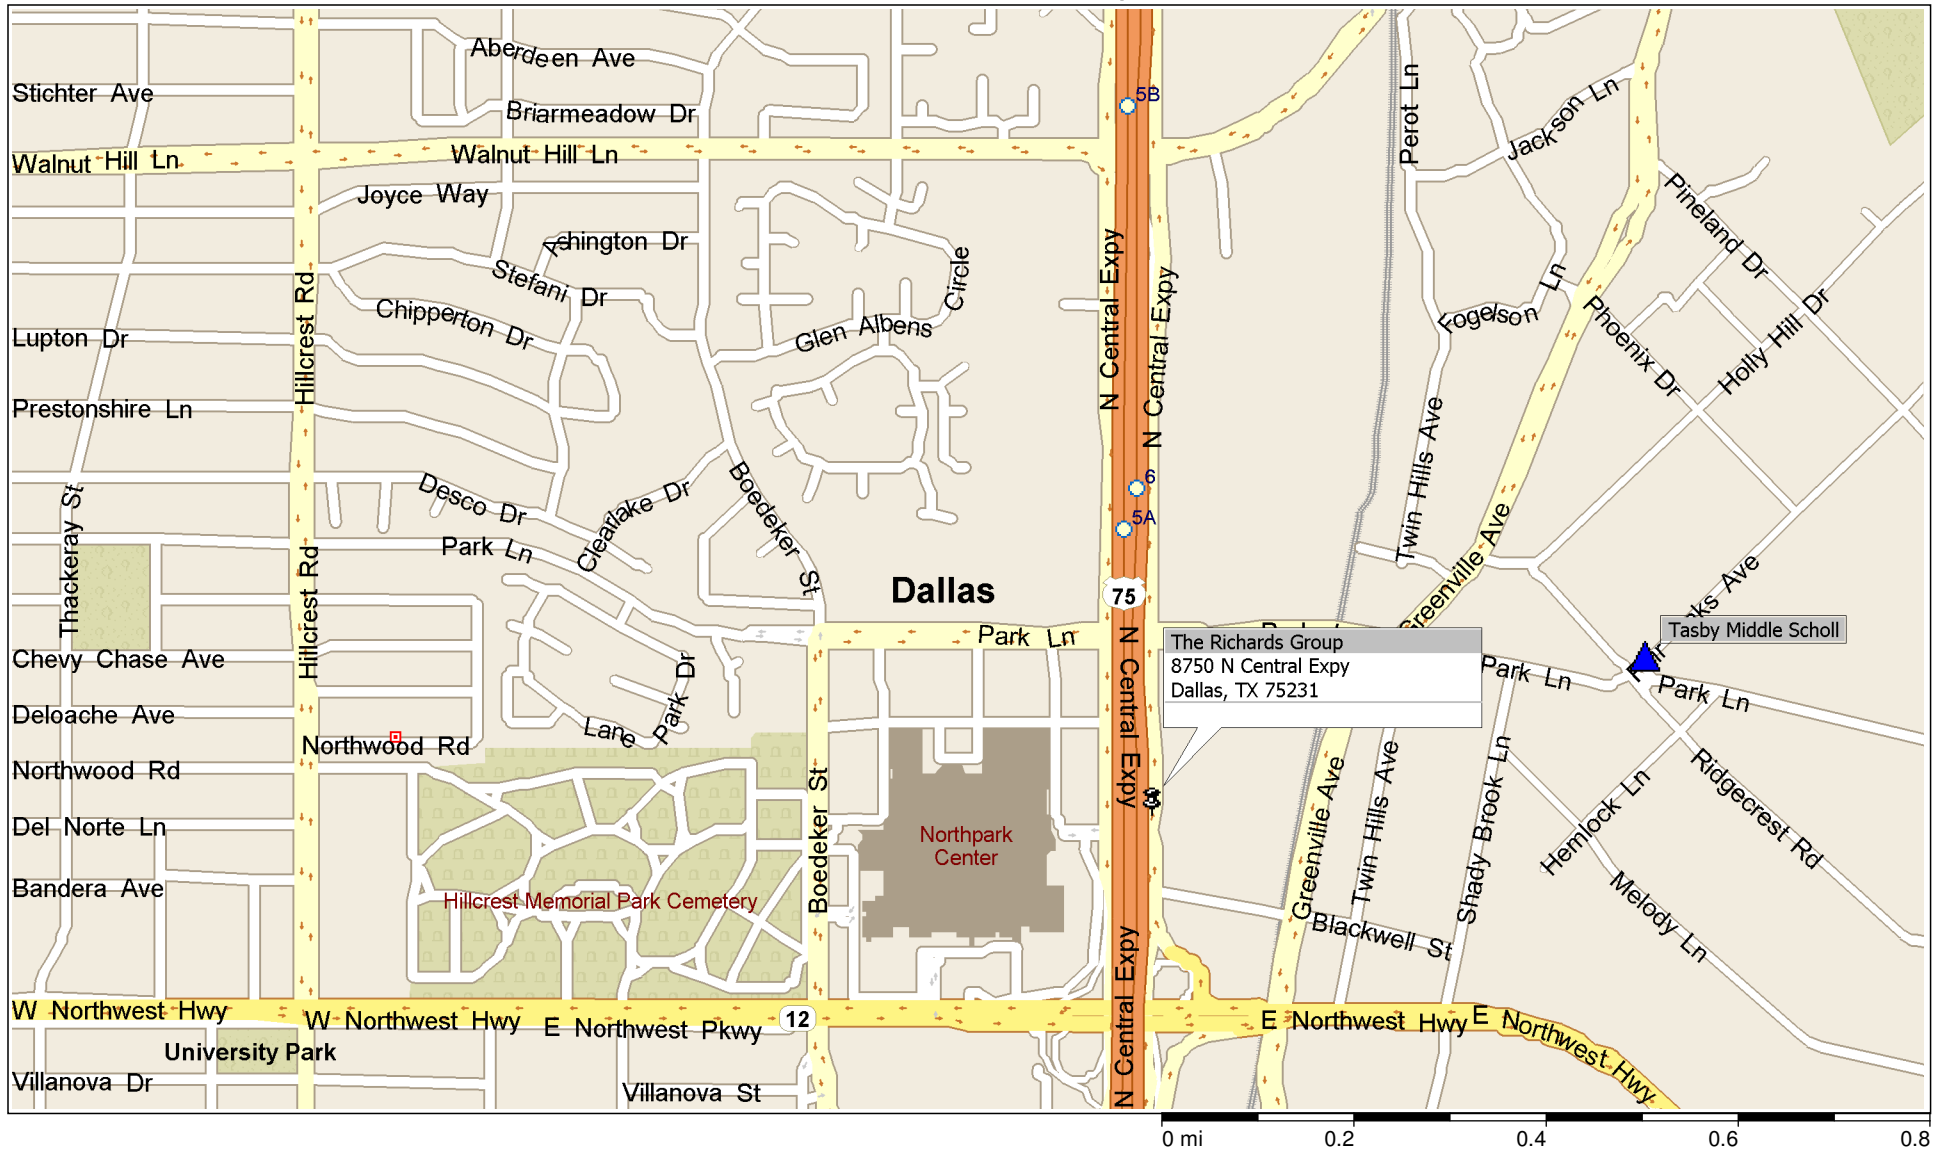 Aberdeen Ave
Stichter Ave
5B
Briarmeadow Dr
Perot Ln
Jackson Ln
Walnut Hill Ln
Walnut Hill Ln
Joyce Way
Pineland Dr
Ashington Dr
Stefani Dr
Circle
N Central Expy
N Central Expy
Hillcrest Rd
Chipperton Dr
Glen Albens
Fogelson Ln
Phoenix Dr
Holly Hill Dr
Lupton Dr
Prestonshire Ln
Twin Hills Ave
Desco Dr
Clearlake Dr
Boedeker St
6
5A
Thackeray St
Park Ln
Hillcrest Rd
Dallas
75
Greenville Ave
Park Ln
Tasby Middle Scholl
The Richards Group
8750 N Central Expy
Dallas, TX 75231
Chevy Chase Ave
Park Ln
Park Ln
Lane Park Dr
N Central Expy
Deloache Ave
Northwood Rd
Northwood Rd
Twin Hills Ave
Shady Brook Ln
Hemlock Ln
Ridgecrest Rd
Greenville Ave
Del Norte Ln
Boedeker St
Northpark
Center
Bandera Ave
Hillcrest Memorial Park Cemetery
Blackwell St
Melody Ln
N Central Expy
W Northwest Hwy
W Northwest Hwy
E Northwest Pkwy
12
E Northwest Hwy
E Northwest Hwy
University Park
Villanova Dr
Villanova St
0 mi
0.2
0.4
0.6
0.8